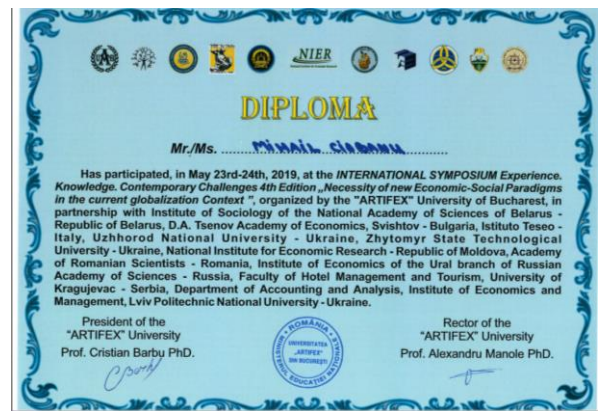 NIER
DIPLOMA
Mr./Ms. MIHAIL CIOBANU
Has participated, in May 23rd-24th, 2019, at the INTERNATIONAL SYMPOSIUM Experience.
Knowledge. Contemporary Challenges 4th Edition „Necessity of new Economic-Social Paradigms
in the current globalization Context ”, organized by the "ARTIFEX" University of Bucharest, in
partnership with Institute of Sociology of the National Academy of Sciences of Belarus -
Republic of Belarus, D.A. Tsenov Academy of Economics, Svishtov - Bulgaria, Istituto Teseo -
Italy, Uzhhorod National University - Ukraine, Zhytomyr State Technological
University - Ukraine, National Institute for Economic Research - Republic of Moldova, Academy
of Romanian Scientists - Romania, Institute of Economics of the Ural branch of Russian
Academy of Sciences - Russia, Faculty of Hotel Management and Tourism, University of
Kragujevac - Serbia, Department of Accounting and Analysis, Institute of Economics and
Management, Lviv Politechnic National University - Ukraine.
President of the
"ARTIFEX" University
Prof. Cristian Barbu PhD.
ROMÂNIA
MINISTERUL EDUCAȚIEI NAȚIONALE
UNIVERSITATEA
„ARTIFEX”
DIN BUCUREȘTI
Rector of the
"ARTIFEX" University
Prof. Alexandru Manole PhD.